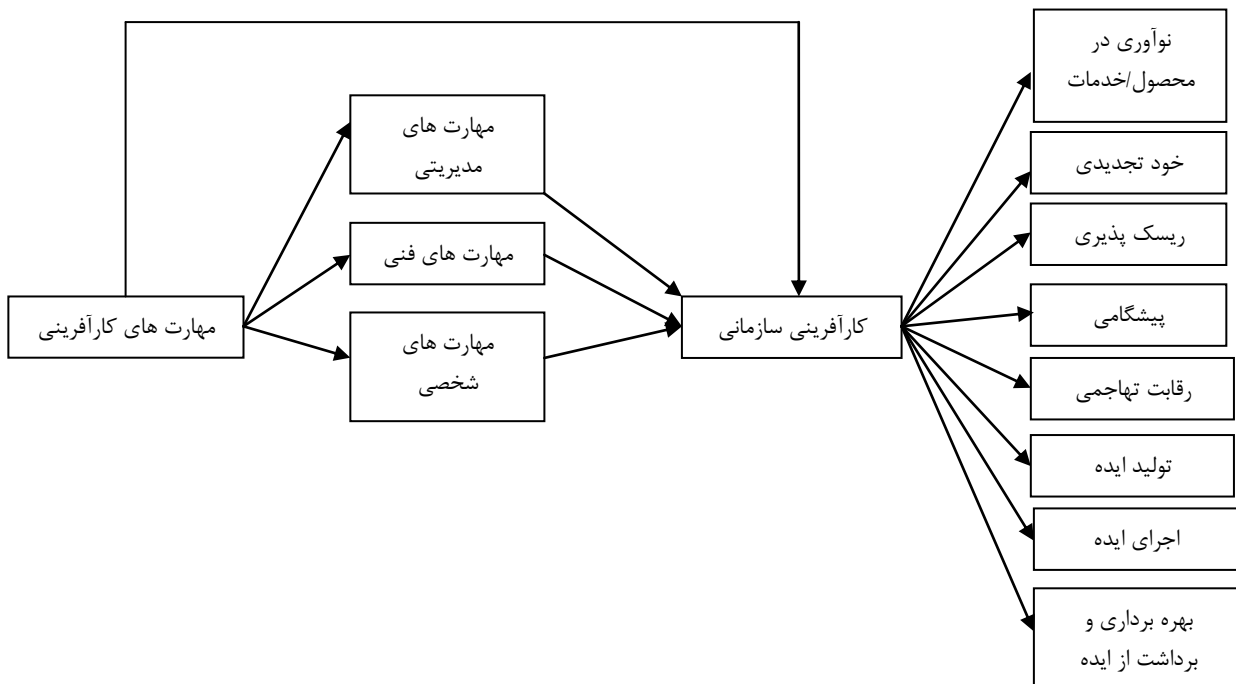 نوآوری در
محصول/خدمات
مهارت های
مدیریتی
خود تجدیدی
ریسک پذیری
مهارت های فنی
مهارت های کارآفرینی
کارآفرینی سازمانی
پیشگامی
مهارت های
شخصی
رقابت تهاجمی
تولید ایده
اجرای ایده
بهره برداری و
برداشت از ایده